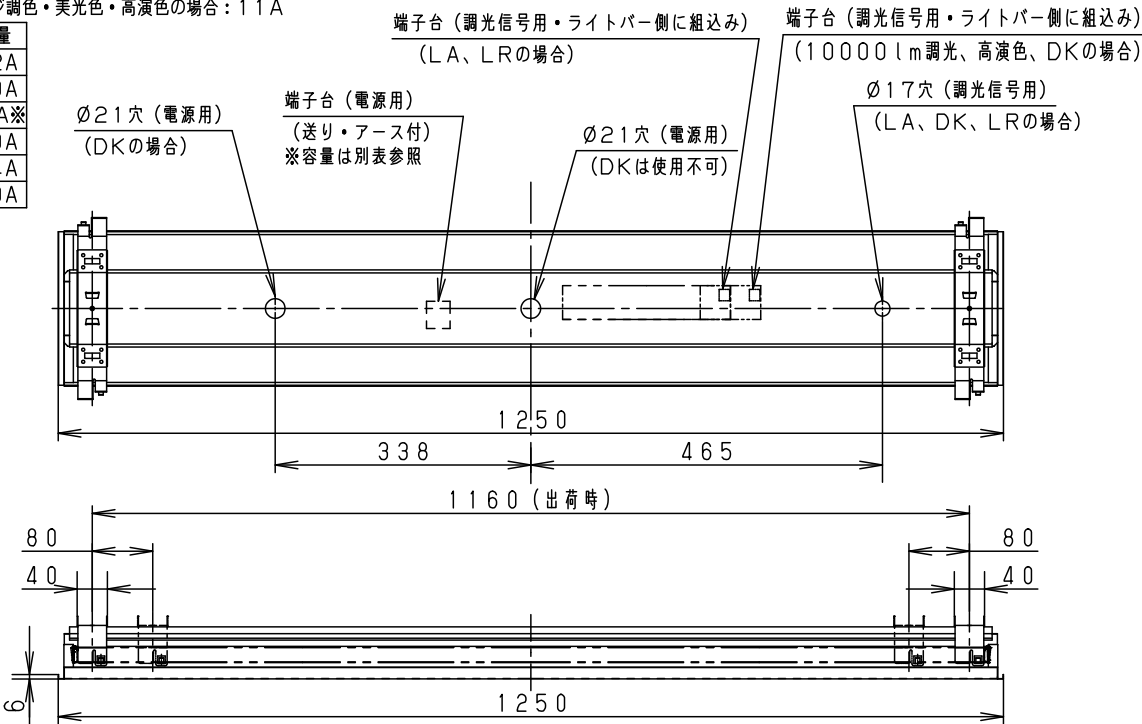 調色・美光色・高演色の場合：１１Ａ
量
Ａ
Ａ
Ａ※
Ａ
Ａ
Ａ
端子台（調光信号用・ライトバー側に組込み）
（ＬＡ、ＬＲの場合）
端子台（調光信号用・ライトバー側に組込み）
（１００００ｌｍ調光、高演色、ＤＫの場合）
Ø１７穴（調光信号用）
（ＬＡ、ＤＫ、ＬＲの場合）
端子台（電源用）
（送り・アース付）
※容量は別表参照
Ø２１穴（電源用）
（ＤＫの場合）
Ø２１穴（電源用）
（ＤＫは使用不可）
１２５０
３３８
４６５
１１６０（出荷時）
８０
８０
４０
４０
６
１２５０